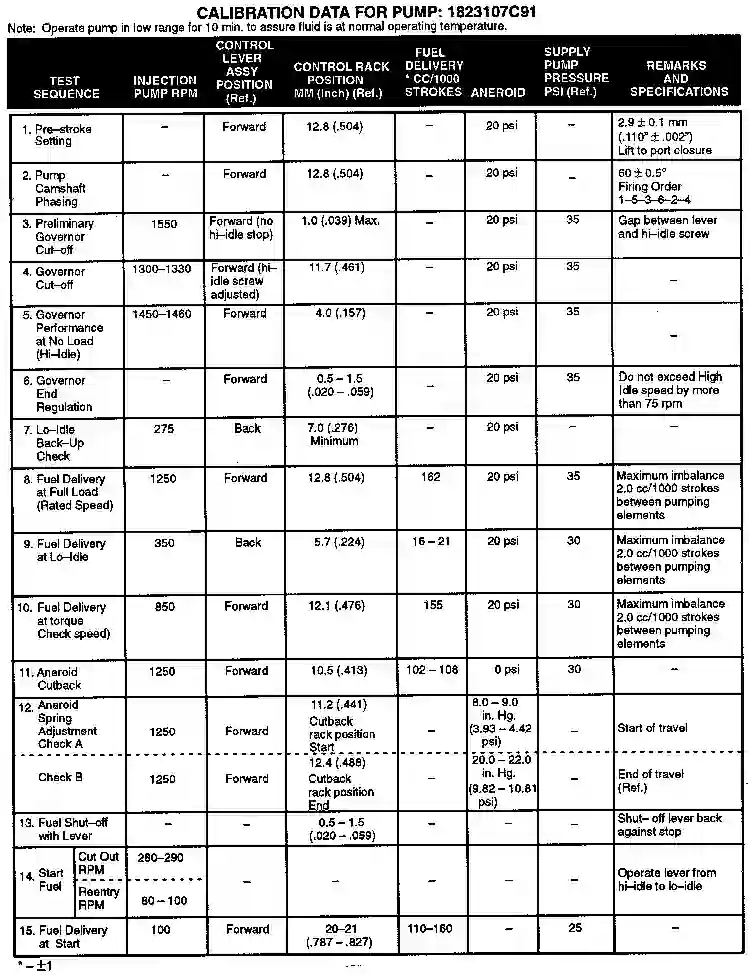 CALIBRATION DATA FOR PUMP: 1823107C91
Note: Operate pump in low range for 10 min. to assure fluid is at normal operating temperature.
TEST SEQUENCE | INJECTION PUMP RPM | CONTROL LEVER ASSY POSITION (Ref.) | CONTROL RACK POSITION MM (Inch) (Ref.) | FUEL DELIVERY * CC/1000 STROKES | ANEROID | SUPPLY PUMP PRESSURE PSI (Ref.) | REMARKS AND SPECIFICATIONS
1. Pre–stroke Setting | – | Forward | 12.8 (.504) | – | 20 psi | – | 2.9 ± 0.1 mm (.110" ± .002") Lift to port closure
2. Pump Camshaft Phasing | – | Forward | 12.8 (.504) | – | 20 psi | – | 60 ± 0.5° Firing Order 1–5–3–6–2–4
3. Preliminary Governor Cut–off | 1550 | Forward (no hi–idle stop) | 1.0 (.039) Max. | – | 20 psi | 35 | Gap between lever and hi–idle screw
4. Governor Cut–off | 1300–1330 | Forward (hi–idle screw adjusted) | 11.7 (.461) | – | 20 psi | 35 | –
5. Governor Performance at No Load (Hi–Idle) | 1450–1460 | Forward | 4.0 (.157) | – | 20 psi | 35 | –
6. Governor End Regulation | – | Forward | 0.5 – 1.5 (.020 – .059) | – | 20 psi | 35 | Do not exceed High Idle speed by more than 75 rpm
7. Lo–Idle Back–Up Check | 275 | Back | 7.0 (.276) Minimum | – | 20 psi | – | –
8. Fuel Delivery at Full Load (Rated Speed) | 1250 | Forward | 12.8 (.504) | 162 | 20 psi | 35 | Maximum imbalance 2.0 cc/1000 strokes between pumping elements
9. Fuel Delivery at Lo–Idle | 350 | Back | 5.7 (.224) | 16 – 21 | 20 psi | 30 | Maximum imbalance 2.0 cc/1000 strokes between pumping elements
10. Fuel Delivery at torque Check speed) | 850 | Forward | 12.1 (.476) | 155 | 20 psi | 30 | Maximum imbalance 2.0 cc/1000 strokes between pumping elements
11. Aneroid Cutback | 1250 | Forward | 10.5 (.413) | 102 – 108 | 0 psi | 30 | –
12. Aneroid Spring Adjustment Check A | 1250 | Forward | 11.2 (.441) Cutback rack position Start | – | 8.0 – 9.0 in. Hg. (3.93 – 4.42 psi) | – | Start of travel
Check B | 1250 | Forward | 12.4 (.488) Cutback rack position End | – | 20.0 – 22.0 in. Hg. (9.82 – 10.81 psi) | – | End of travel (Ref.)
13. Fuel Shut–off with Lever | – | – | 0.5 – 1.5 (.020 – .059) | – | – | – | Shut– off lever back against stop
14. Start Fuel | Cut Out RPM | 280–290 | – | – | – | – | – | Operate lever from hi–idle to lo–idle
Reentry RPM | 80 – 100
15. Fuel Delivery at Start | 100 | Forward | 20–21 (.787 – .827) | 110–160 | – | 25 | –
* – ±1